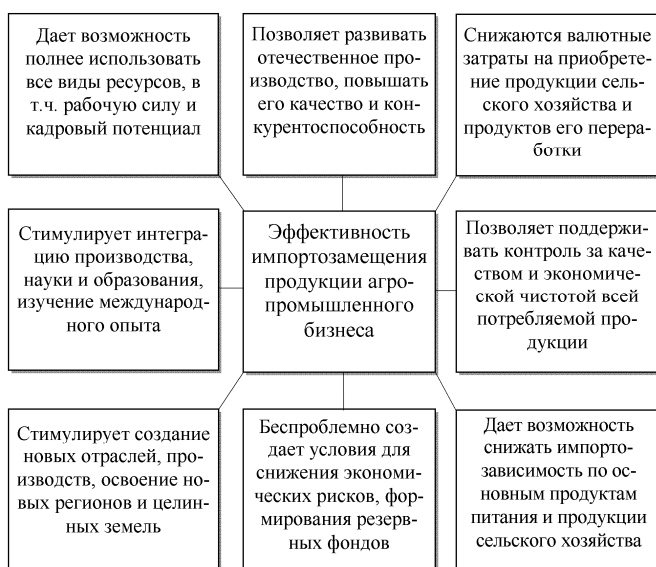 Дает возможность
полнее использовать
все виды ресурсов, в
т.ч. рабочую силу и
кадровый потенциал
Позволяет развивать
отечественное про-
изводство, повышать
его качество и кон-
курентоспособность
Снижаются валютные
затраты на приобрете-
ние продукции сель-
ского хозяйства и
продуктов его перера-
ботки
Стимулирует интегра-
цию производства,
науки и образования,
изучение международ-
ного опыта
Эффективность
импортозамещения
продукции агро-
промышленного
бизнеса
Позволяет поддержи-
вать контроль за каче-
ством и экономиче-
ской чистотой всей
потребляемой про-
дукции
Стимулирует создание
новых отраслей, про-
изводств, освоение но-
вых регионов и целин-
ных земель
Беспроблемно соз-
дает условия для
снижения экономи-
ческих рисков, фор-
мирования резерв-
ных фондов
Дает возможность
снижать импорто-
зависимость по ос-
новным продуктам
питания и продукции
сельского хозяйства